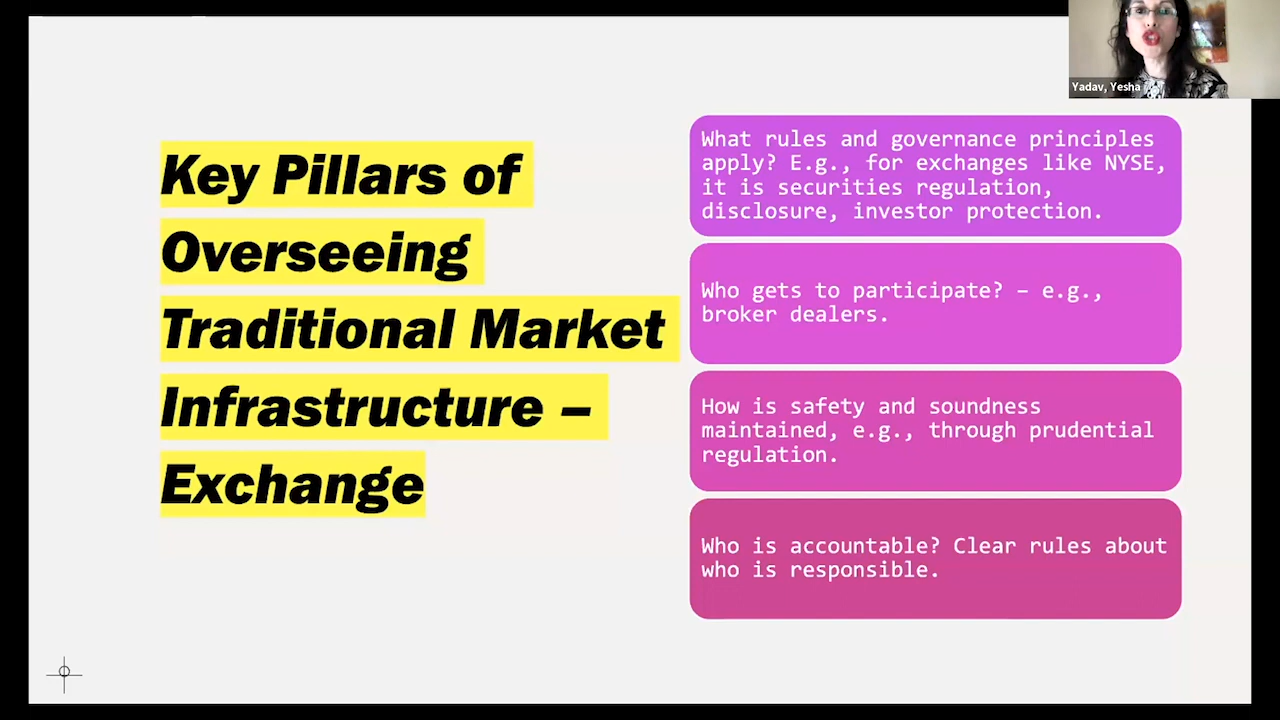 Yadav, Yesha
Key Pillars of
Overseeing
Traditional Market
Infrastructure –
Exchange
What rules and governance principles
apply? E.g., for exchanges like NYSE,
it is securities regulation,
disclosure, investor protection.
Who gets to participate? – e.g.,
broker dealers.
How is safety and soundness
maintained, e.g., through prudential
regulation.
Who is accountable? Clear rules about
who is responsible.